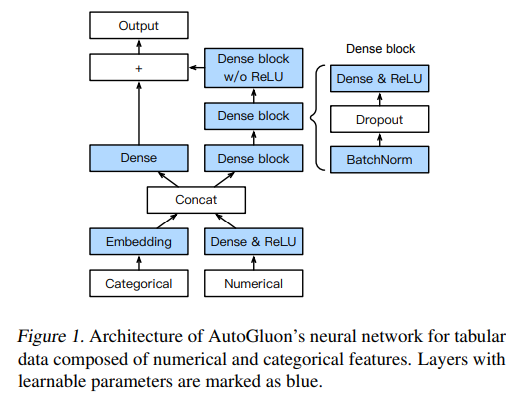 Output
+
Dense block
w/o ReLU
Dense block
Dense
Dense block
Concat
Embedding
Dense & ReLU
Categorical
Numerical
Dense block
Dense & ReLU
Dropout
BatchNorm
Figure 1. Architecture of AutoGluon's neural network for tabular
data composed of numerical and categorical features. Layers with
learnable parameters are marked as blue.